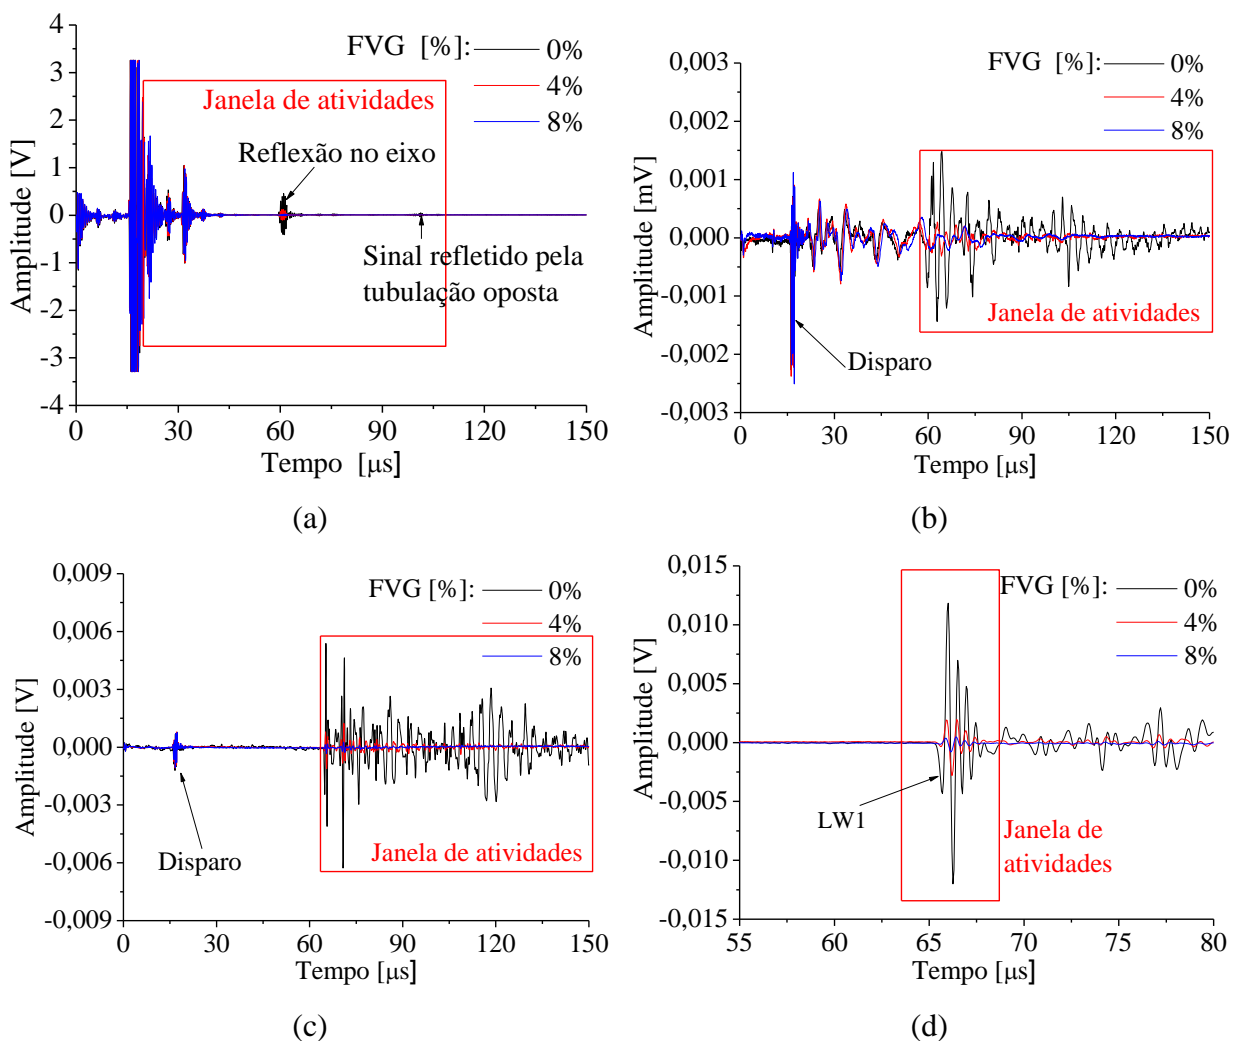 4
3
2
1
0
-1
-2
-3
-4
Amplitude [V]
0 30 60 90 120 150
Tempo [μs]
FVG [%]: 0%
4%
8%
Janela de atividades
Reflexão no eixo
Sinal refletido pela
tubulação oposta
(a)
0,003
0,002
0,001
0,000
-0,001
-0,002
-0,003
Amplitude [mV]
0 30 60 90 120 150
Tempo [μs]
FVG [%]: 0%
4%
8%
Janela de atividades
Disparo
(b)
0,009
0,006
0,003
0,000
-0,003
-0,006
-0,009
Amplitude [V]
0 30 60 90 120 150
Tempo [μs]
FVG [%]: 0%
4%
8%
Janela de atividades
Disparo
(c)
0,015
0,010
0,005
0,000
-0,005
-0,010
-0,015
Amplitude [V]
55 60 65 70 75 80
Tempo [μs]
FVG [%]: 0%
4%
8%
LW1
Janela de
atividades
(d)